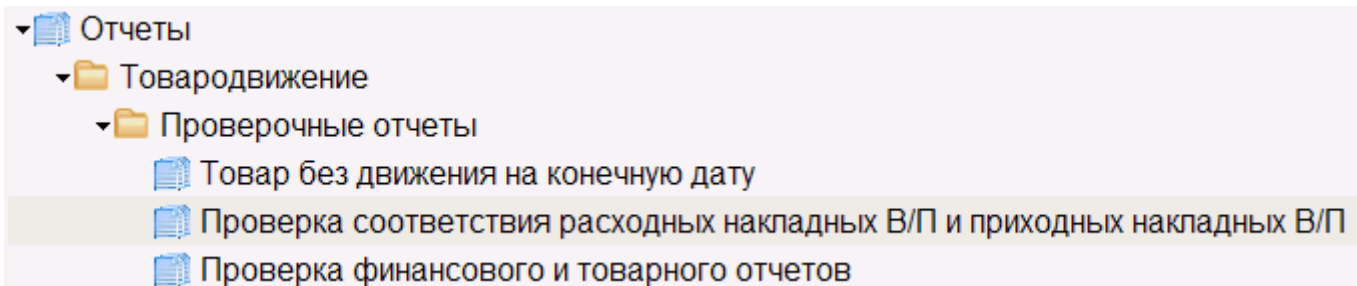 Отчеты
Товародвижение
Проверочные отчеты
Товар без движения на конечную дату
Проверка соответствия расходных накладных В/П и приходных накладных В/П
Проверка финансового и товарного отчетов